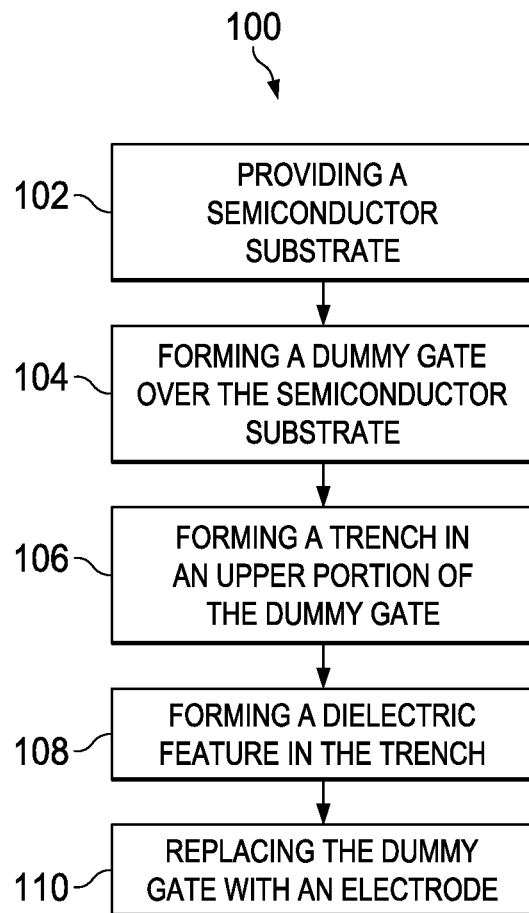 100
102
PROVIDING A
SEMICONDUCTOR
SUBSTRATE
104
FORMING A DUMMY GATE
OVER THE SEMICONDUCTOR
SUBSTRATE
106
FORMING A TRENCH IN
AN UPPER PORTION OF
THE DUMMY GATE
108
FORMING A DIELECTRIC
FEATURE IN THE TRENCH
110
REPLACING THE DUMMY
GATE WITH AN ELECTRODE